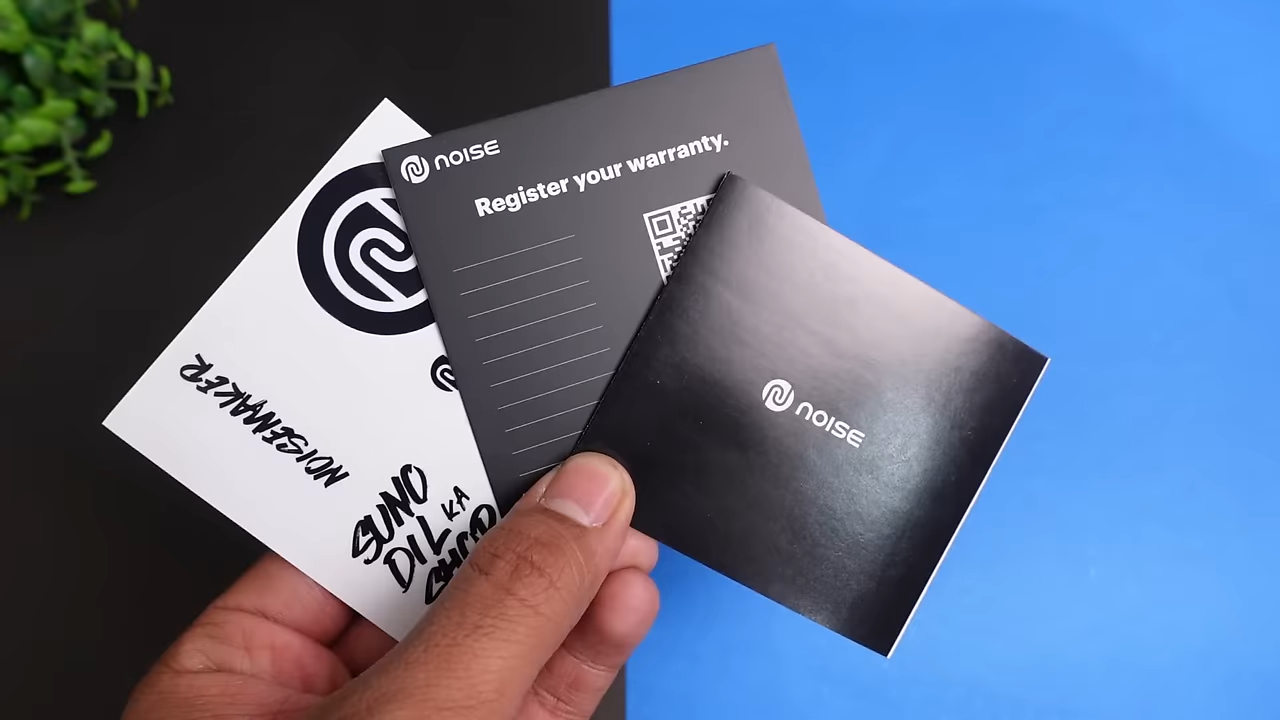 NOISE
Register your warranty.
NOISE
NOISEMAKER
SUNO
DIL KA